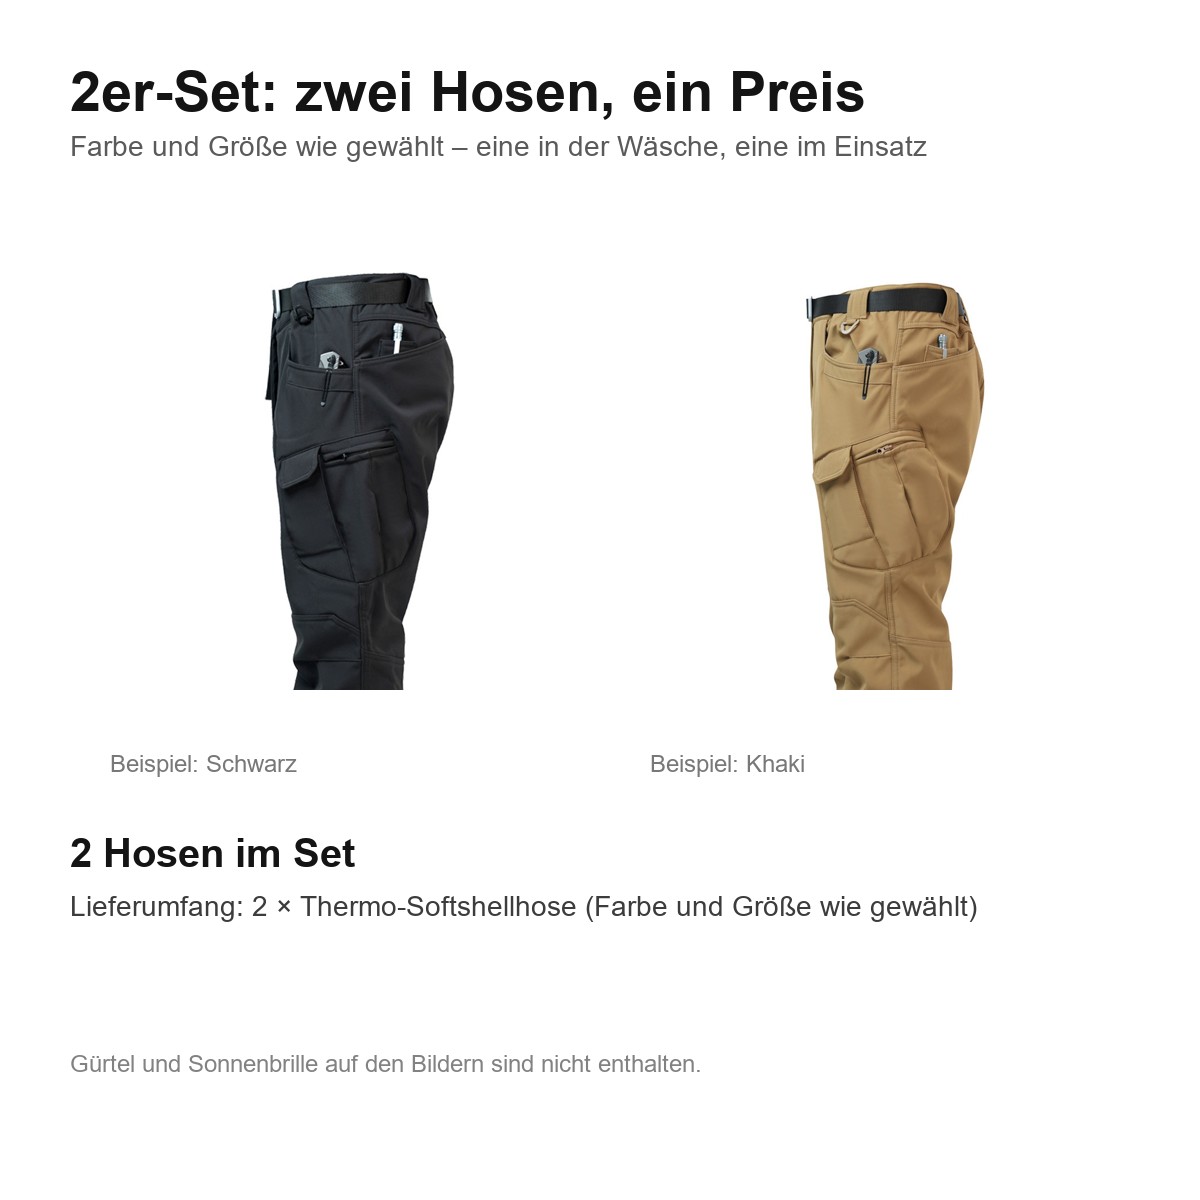 2er-Set: zwei Hosen, ein Preis
Farbe und Größe wie gewählt – eine in der Wäsche, eine im Einsatz
Beispiel: Schwarz
Beispiel: Khaki
2 Hosen im Set
Lieferumfang: 2 × Thermo-Softshellhose (Farbe und Größe wie gewählt)
Gürtel und Sonnenbrille auf den Bildern sind nicht enthalten.